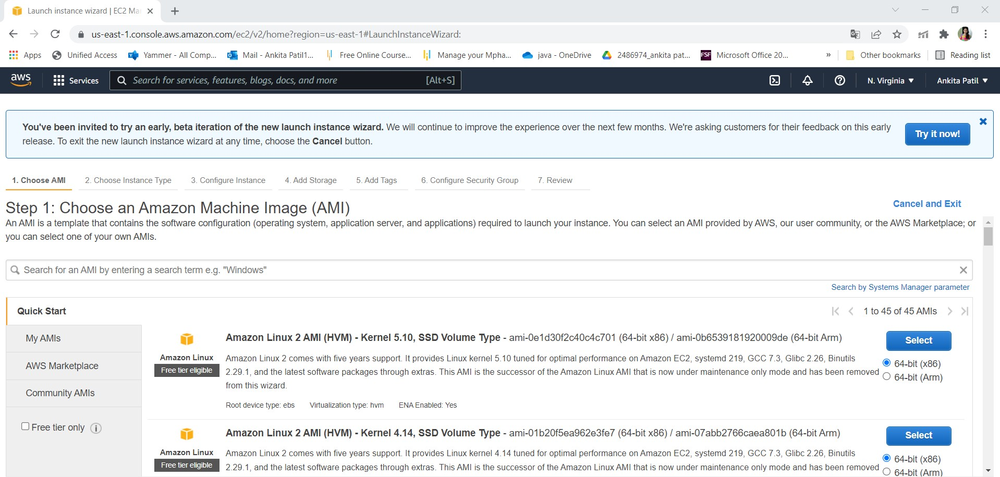 Launch instance wizard | EC2 Ma
us-east-1.console.aws.amazon.com/ec2/v2/home?region=us-east-1#LaunchInstanceWizard:
Apps Unified Access Yammer - All Comp... Mail - Ankita Patil1... Free Online Course... Manage your Mpha... java - OneDrive 2486974_ankita pat... FSF Microsoft Office 20... » Other bookmarks Reading list
aws Services Search for services, features, blogs, docs, and more [Alt+S] N. Virginia Ankita Patil
You've been invited to try an early, beta iteration of the new launch instance wizard. We will continue to improve the experience over the next few months. We're asking customers for their feedback on this early
release. To exit the new launch instance wizard at any time, choose the Cancel button.
Try it now!
1. Choose AMI 2. Choose Instance Type 3. Configure Instance 4. Add Storage 5. Add Tags 6. Configure Security Group 7. Review
Step 1: Choose an Amazon Machine Image (AMI)
Cancel and Exit
An AMI is a template that contains the software configuration (operating system, application server, and applications) required to launch your instance. You can select an AMI provided by AWS, our user community, or the AWS Marketplace; or
you can select one of your own AMIs.
Search for an AMI by entering a search term e.g. "Windows"
Search by Systems Manager parameter
Quick Start
1 to 45 of 45 AMIs
My AMIs
AWS Marketplace
Community AMIs
Free tier only
Amazon Linux
Free tier eligible
Amazon Linux 2 AMI (HVM) - Kernel 5.10, SSD Volume Type - ami-0e1d30f2c40c4c701 (64-bit x86) / ami-0b6539181920009de (64-bit Arm)
Amazon Linux 2 comes with five years support. It provides Linux kernel 5.10 tuned for optimal performance on Amazon EC2, systemd 219, GCC 7.3, Glibc 2.26, Binutils
2.29.1, and the latest software packages through extras. This AMI is the successor of the Amazon Linux AMI that is now under maintenance only mode and has been removed
from this wizard.
Root device type: ebs Virtualization type: hvm ENA Enabled: Yes
Select
64-bit (x86)
64-bit (Arm)
Amazon Linux
Free tier eligible
Amazon Linux 2 AMI (HVM) - Kernel 4.14, SSD Volume Type - ami-01b20f5ea962e3fe7 (64-bit x86) / ami-07abb2766caea801b (64-bit Arm)
Amazon Linux 2 comes with five years support. It provides Linux kernel 4.14 tuned for optimal performance on Amazon EC2, systemd 219, GCC 7.3, Glibc 2.26, Binutils
2.29.1, and the latest software packages through extras. This AMI is the successor of the Amazon Linux AMI that is now under maintenance only mode and has been removed
Select
64-bit (x86)
64-bit (Arm)